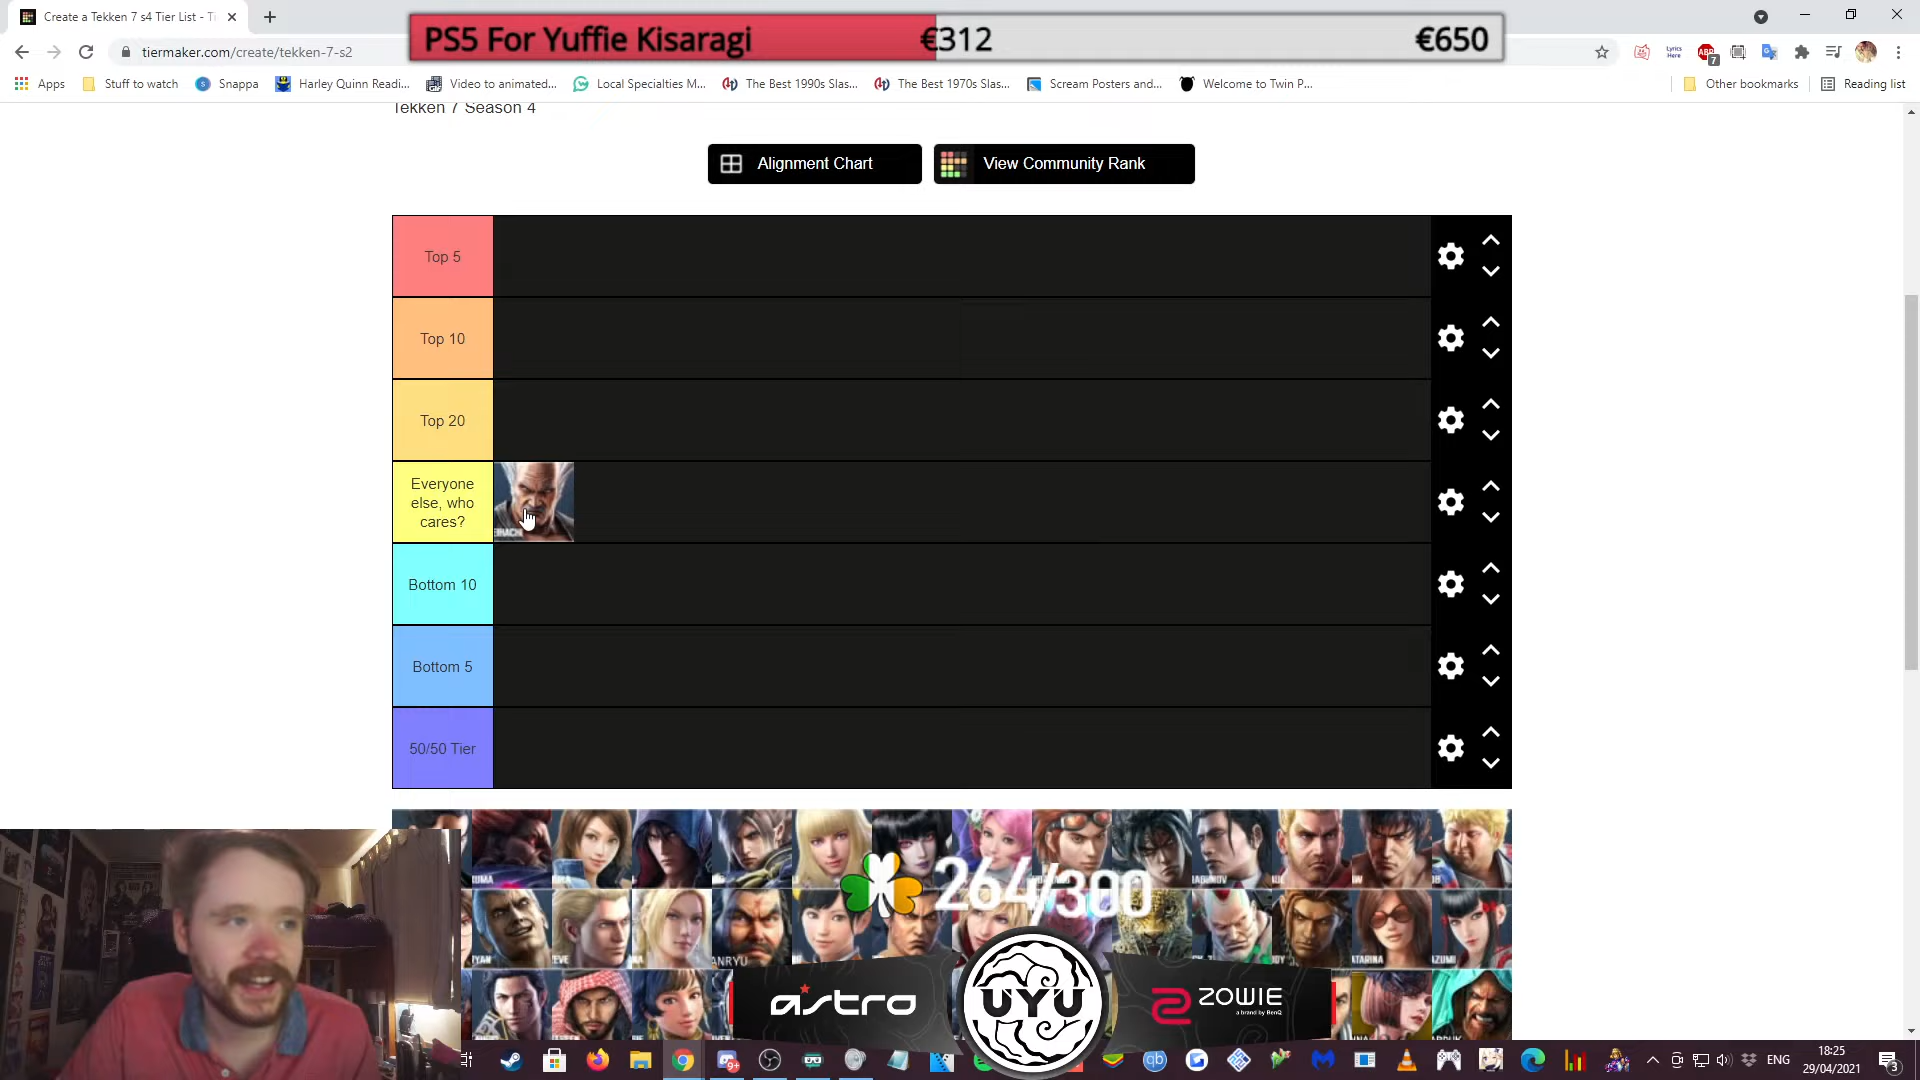 Create a Tekken 7 s4 Tier List - Ti
PS5 For Yuffie Kisaragi
€312
€650
tiermaker.com/create/tekken-7-s2
Apps
Stuff to watch
Snappa
Harley Quinn Readi...
Video to animated...
Local Specialties M...
The Best 1990s Slas...
The Best 1970s Slas...
Scream Posters and...
Welcome to Twin P...
Other bookmarks
Reading list
Tekken 7 Season 4
Alignment Chart
View Community Rank
Top 5
Top 10
Top 20
Everyone
else, who
cares?
Bottom 10
Bottom 5
50/50 Tier
264/300
astro
UYU
ZOWIE
a brand by BenQ
ENG
18:25
29/04/2021